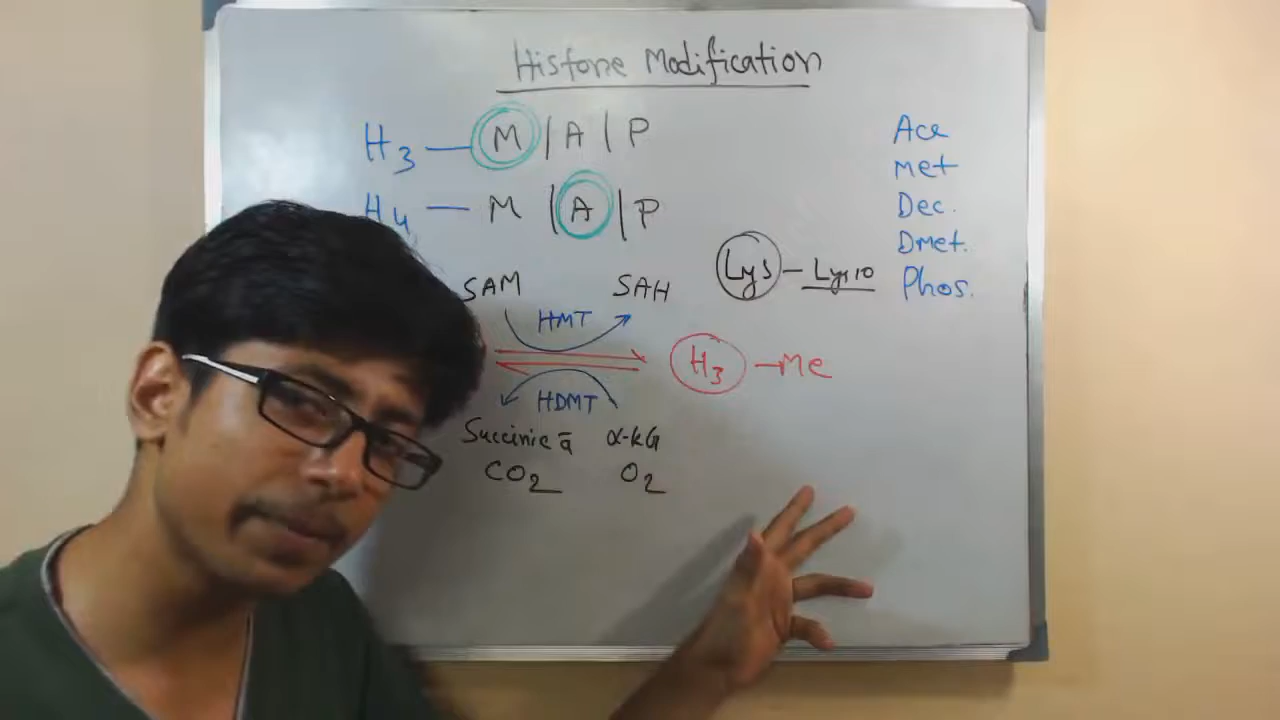 Histone Modification
H3 — M | A | P
H4 — M | A | P
Ace
Met
Dec.
Dmet.
Phos.
Lys — Lys10
SAM SAH
HMT
H3 — Me
HDMT
Succinic a α-KG
CO2 O2